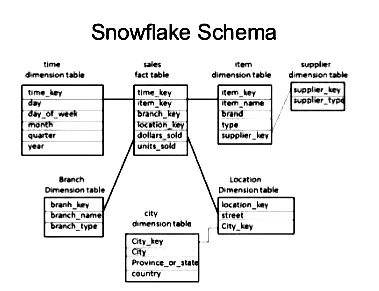 Snowflake Schema
time
dimension table
time_key
day
day_of_week
month
quarter
year
sales
fact table
time_key
item_key
branch_key
location_key
dollars_sold
units_sold
item
dimension table
item_key
item_name
brand
type
supplier_key
supplier
dimension table
supplier_key
supplier_type
Branch
Dimension table
branh_key
branch_name
branch_type
city
dimension table
City_key
City
Province_or_state
country
Location
Dimension table
location_key
street
City_key